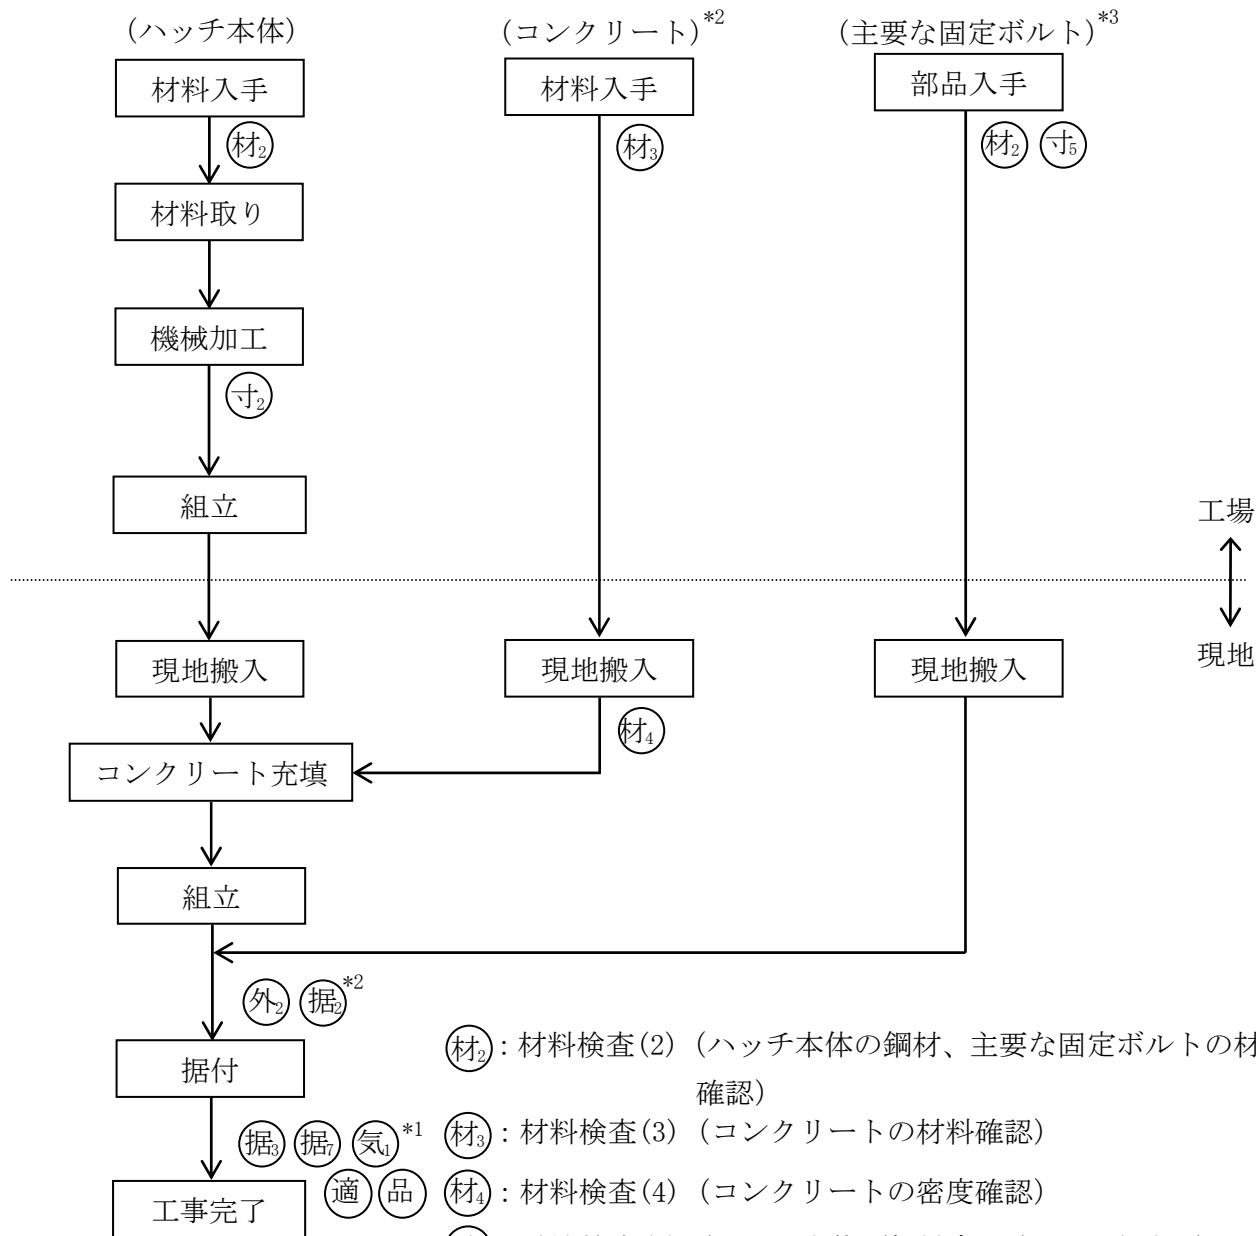 (ハッチ本体)
(コンクリート)*2
(主要な固定ボルト)*3
材料入手
材料入手
部品入手
材2
材3
材2 寸5
材料取り
機械加工
寸2
組立
工場
現地
現地搬入
現地搬入
現地搬入
材4
コンクリート充填
組立
外2 据2*2
据付
据3 据7 気1*1
適 品
工事完了
材2:材料検査(2) (ハッチ本体の鋼材、主要な固定ボルトの材
確認)
材3:材料検査(3) (コンクリートの材料確認)
材4:材料検査(4) (コンクリートの密度確認)